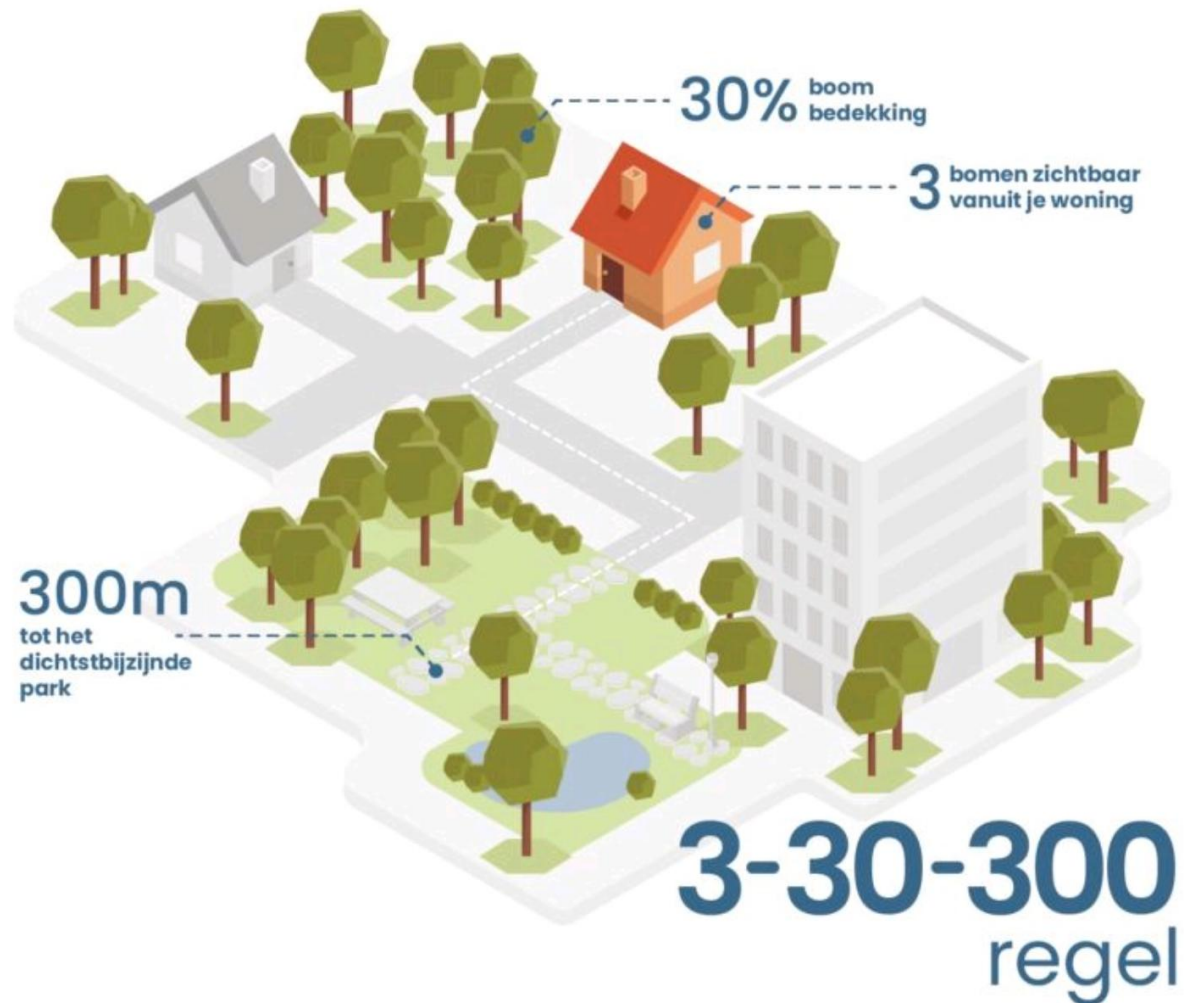 30% boom
bedekking
3 bomen zichtbaar
vanuit je woning
300m
tot het
dichtstbijzijnde
park
3-30-300
regel